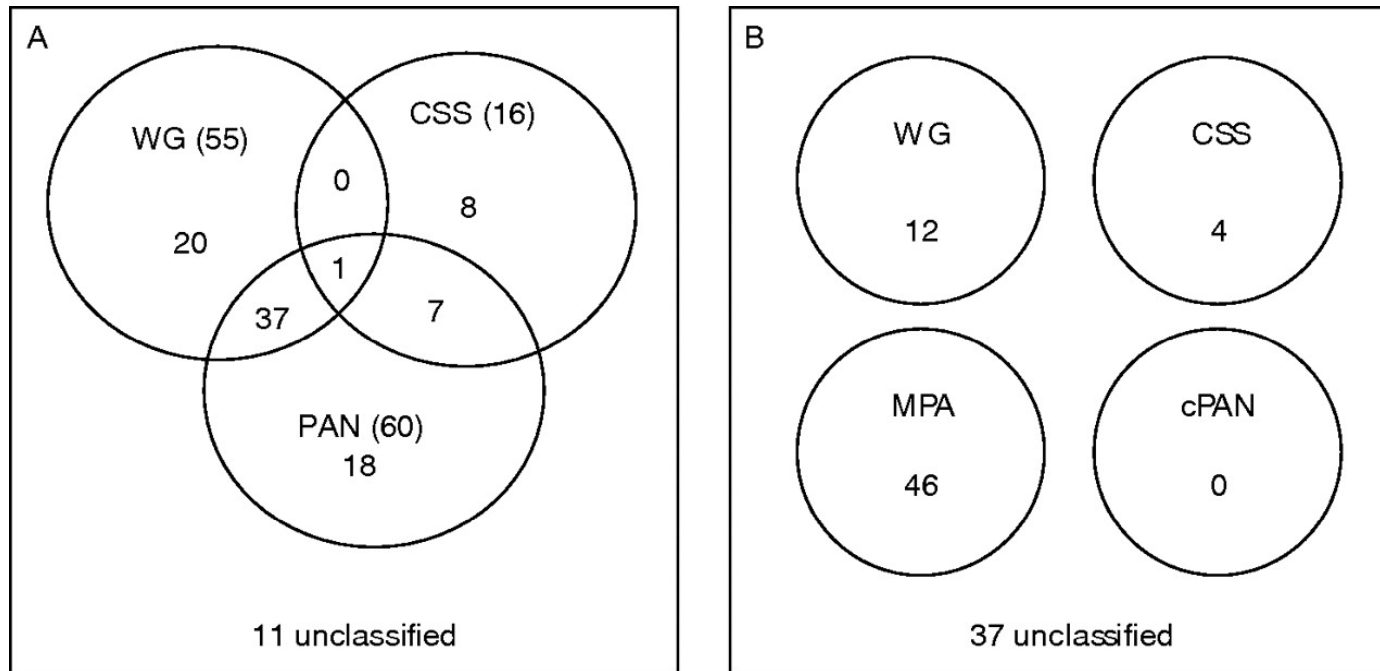 A
WG (55)
CSS (16)
0
8
20
1
37
7
PAN (60)
18
11 unclassified
B
WG
CSS
12
4
MPA
cPAN
46
0
37 unclassified